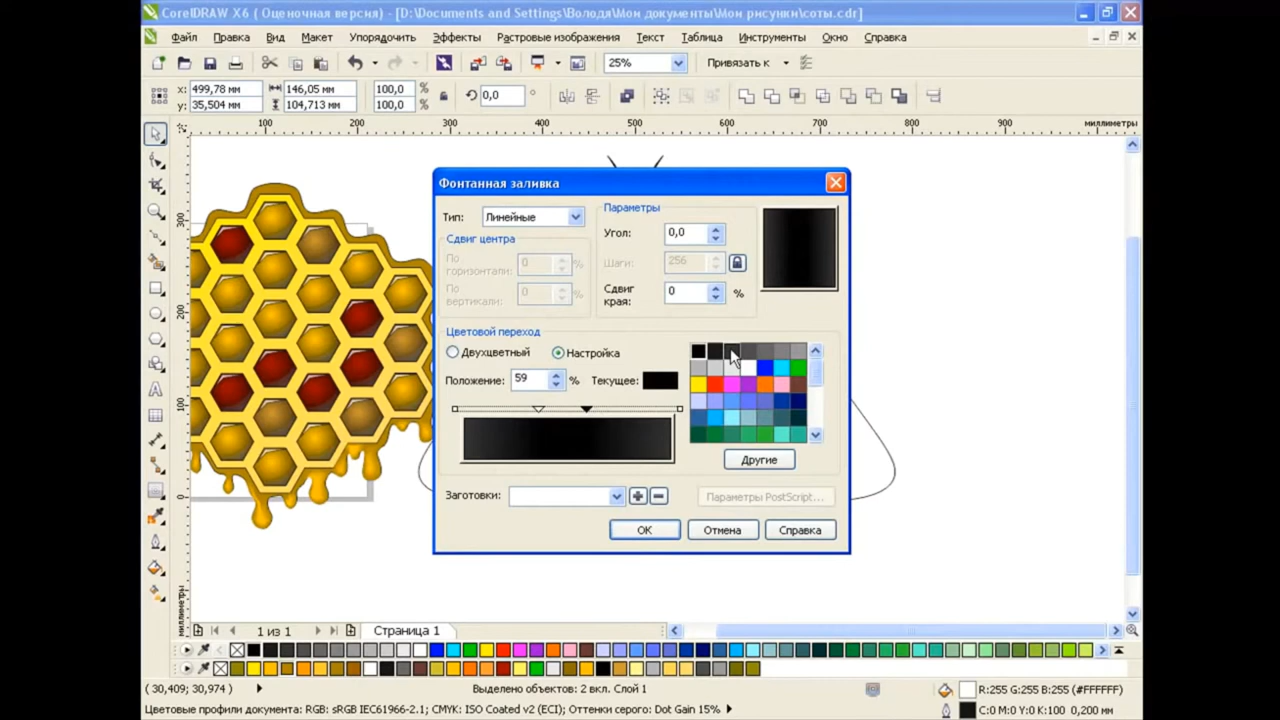 CorelDRAW X6 ( Оценочная версия) - [D:\Documents and Settings\Володя\Мои документы\Мои рисунки\соты.cdr]
Файл Правка Вид Макет Упорядочить Эффекты Растровые изображения Текст Таблица Инструменты Окно Справка
25% Привязать к
x: 499,78 мм 146,05 мм 100,0 % 0,0 °
y: 35,504 мм 104,713 мм 100,0 %
100 200 300 400 500 600 700 800 миллиметры
300
200
100
0
миллиметры
Фонтанная заливка
Тип: Линейные
Параметры
Угол: 0,0
Сдвиг центра
По горизонтали: 0 %
Шаги: 256
По вертикали: 0 %
Сдвиг края: 0 %
Цветовой переход
Двухцветный Настройка
Положение: 59 % Текущее:
Другие
Заготовки:
Параметры PostScript...
ОК Отмена Справка
1 из 1 Страница 1
(30,409; 30,974 ) Выделено объектов: 2 вкл. Слой 1 R:255 G:255 B:255 (#FFFFFF)
Цветовые профили документа: RGB: sRGB IEC61966-2.1; CMYK: ISO Coated v2 (ECI); Оттенки серого: Dot Gain 15% C:0 M:0 Y:0 K:100 0,200 мм